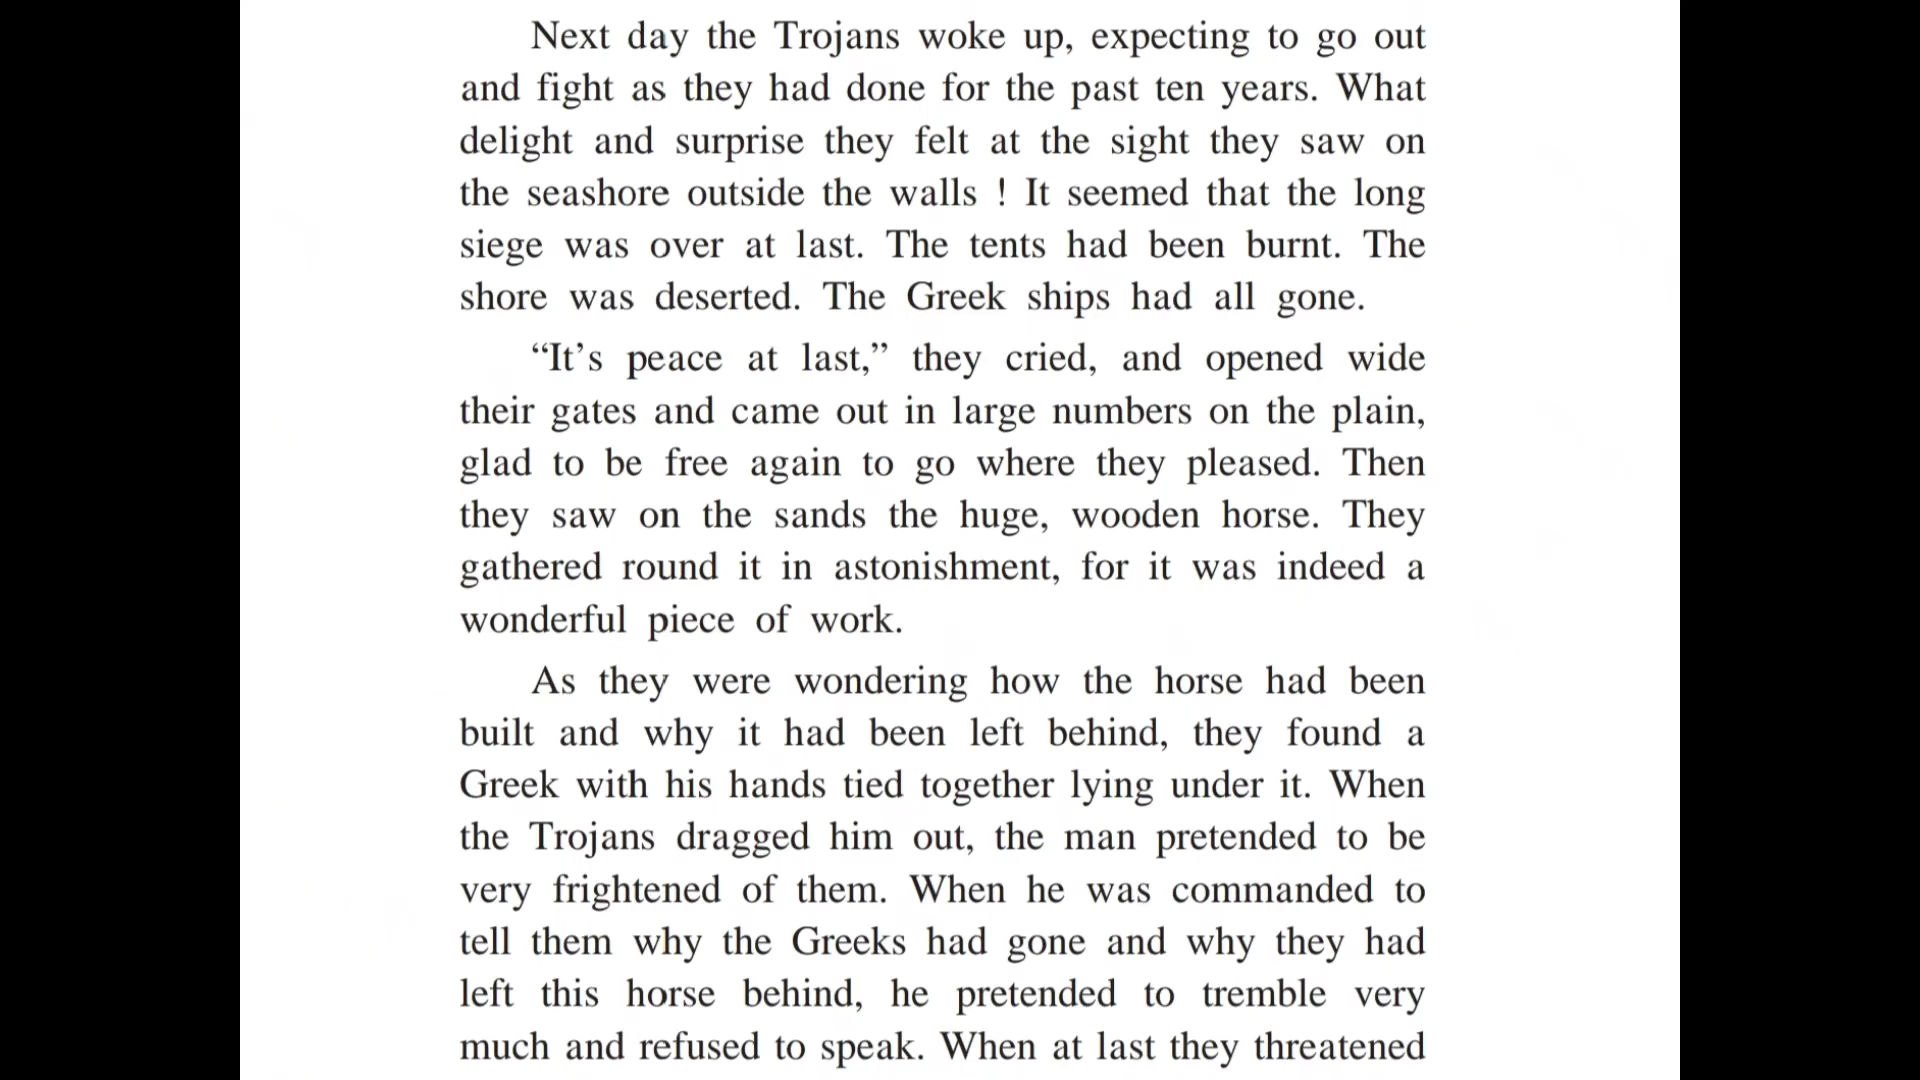 Next day the Trojans woke up, expecting to go out
and fight as they had done for the past ten years. What
delight and surprise they felt at the sight they saw on
the seashore outside the walls ! It seemed that the long
siege was over at last. The tents had been burnt. The
shore was deserted. The Greek ships had all gone.
“It’s peace at last,” they cried, and opened wide
their gates and came out in large numbers on the plain,
glad to be free again to go where they pleased. Then
they saw on the sands the huge, wooden horse. They
gathered round it in astonishment, for it was indeed a
wonderful piece of work.
As they were wondering how the horse had been
built and why it had been left behind, they found a
Greek with his hands tied together lying under it. When
the Trojans dragged him out, the man pretended to be
very frightened of them. When he was commanded to
tell them why the Greeks had gone and why they had
left this horse behind, he pretended to tremble very
much and refused to speak. When at last they threatened